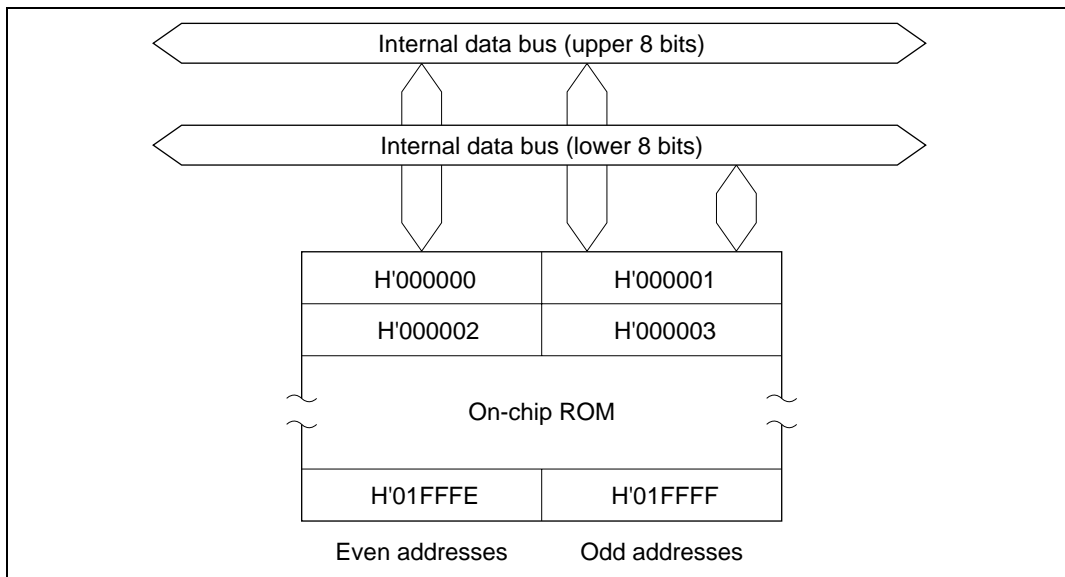 Internal data bus (upper 8 bits)
Internal data bus (lower 8 bits)
H'000000 H'000001
H'000002 H'000003
On-chip ROM
H'01FFFE H'01FFFF
Even addresses Odd addresses